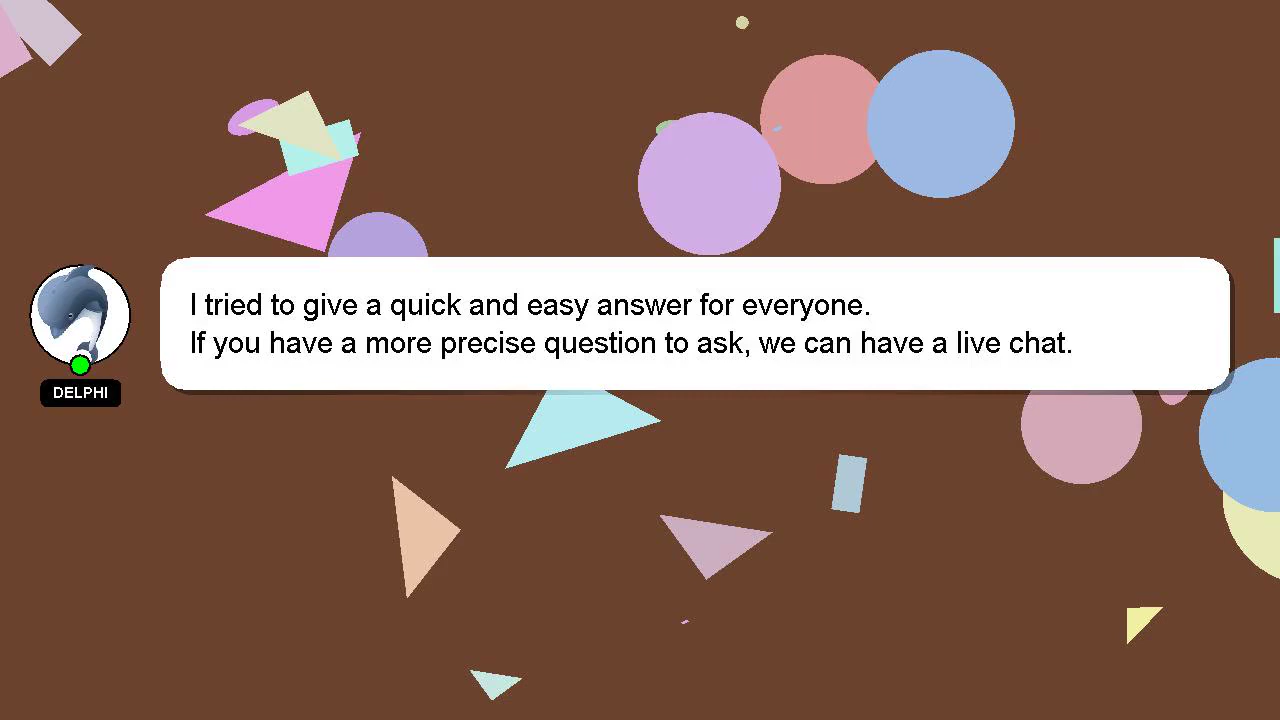 I tried to give a quick and easy answer for everyone.
If you have a more precise question to ask, we can have a live chat.
DELPHI